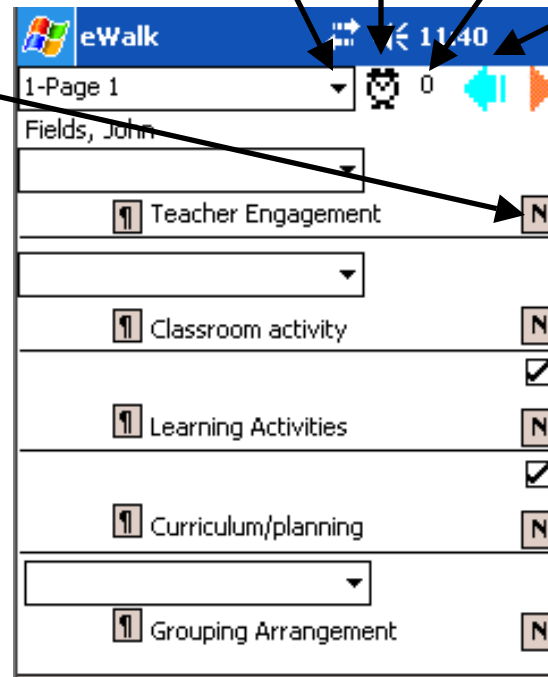 eWalk 11:40
1-Page 1 0
Fields, John
¶ Teacher Engagement N
¶ Classroom activity N
¶ Learning Activities N
¶ Curriculum/planning N
¶ Grouping Arrangement N